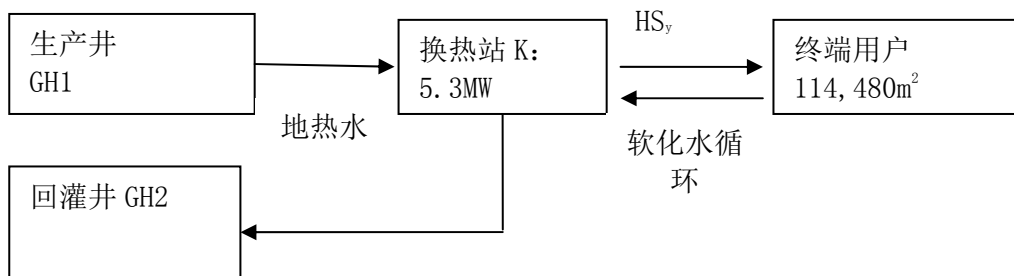 生产井
GH1
地热水
换热站 K：
5.3MW
HSy
软化水循
环
终端用户
114,480m²
回灌井 GH2